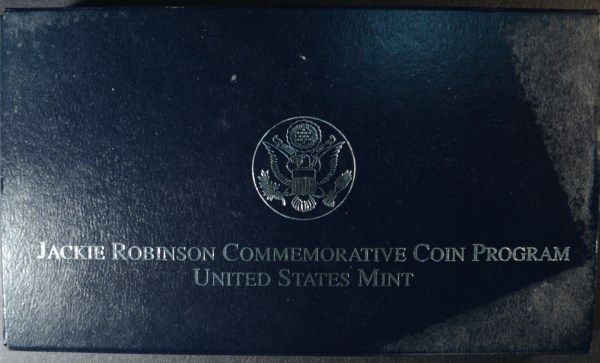 JACKIE ROBINSON COMMEMORATIVE COIN PROGRAM
UNITED STATES MINT